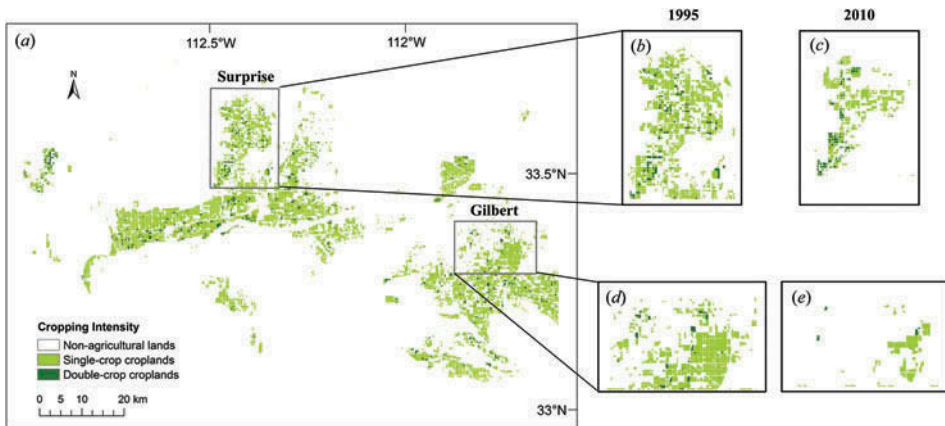 1995
2010
(a)
112.5°W
112°W
(b)
(c)
N
Surprise
33.5°N
Gilbert
(d)
(e)
Cropping Intensity
Non-agricultural lands
Single-crop croplands
Double-crop croplands
0 5 10 20 km
33°N